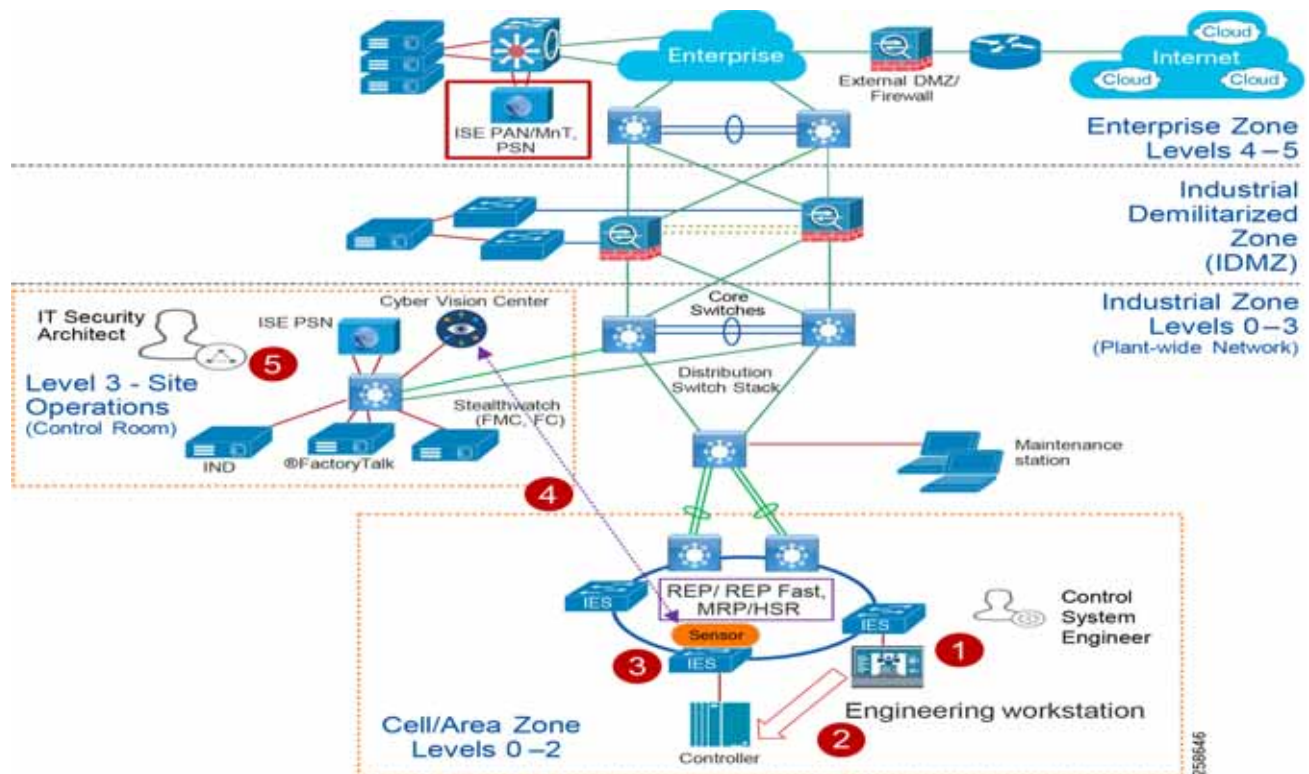 Cloud
Enterprise
Internet
Cloud
Cloud
External DMZ/
Firewall
ISE PAN/MnT,
PSN
Enterprise Zone
Levels 4–5
Industrial
Demilitarized
Zone
(IDMZ)
Industrial Zone
Levels 0–3
(Plant-wide Network)
Core
Switches
Cyber Vision Center
IT Security
Architect
ISE PSN
5
Level 3 - Site
Operations
(Control Room)
Stealthwatch
(FMC, FC)
IND
®FactoryTalk
Distribution
Switch Stack
Maintenance
station
4
REP/ REP Fast,
MRP/HSR
IES
Sensor
IES
IES
3
1
Control
System
Engineer
Engineering workstation
2
Controller
Cell/Area Zone
Levels 0–2
258646